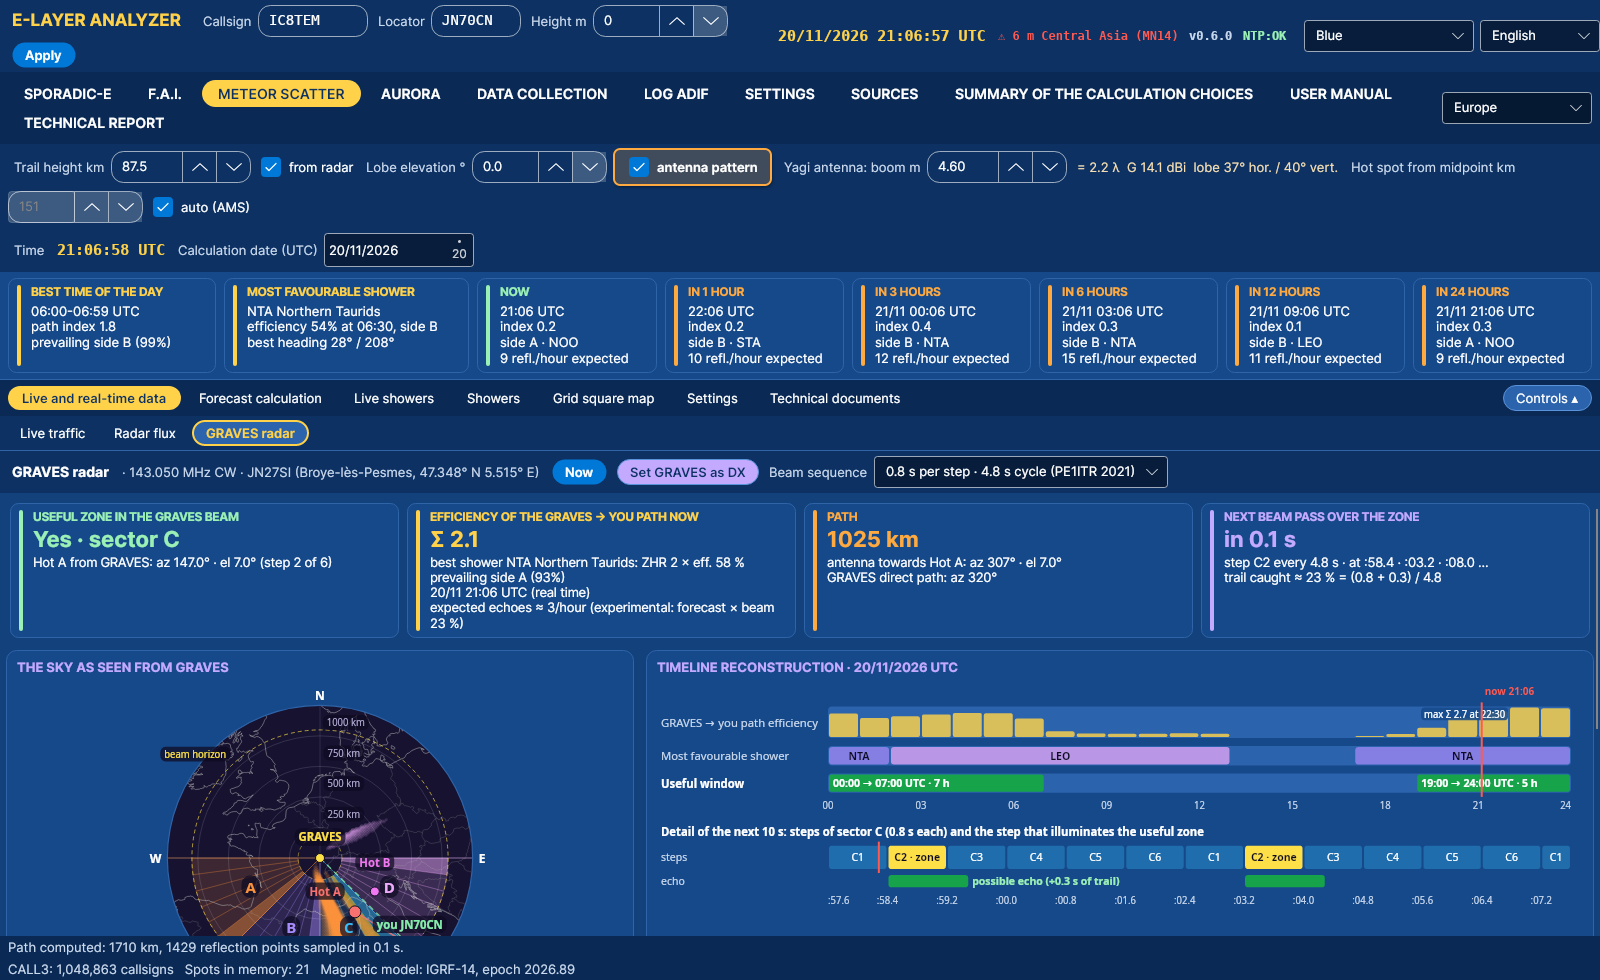 E-LAYER ANALYZER Callsign IC8TEM Locator JN70CN Height m 0
20/11/2026 21:06:57 UTC ⚠ 6 m Central Asia (MN14) v0.6.0 NTP:OK Blue English
Apply
SPORADIC-E F.A.I. METEOR SCATTER AURORA DATA COLLECTION LOG ADIF SETTINGS SOURCES SUMMARY OF THE CALCULATION CHOICES USER MANUAL
TECHNICAL REPORT
Europe
Trail height km 87.5 from radar Lobe elevation ° 0.0 antenna pattern Yagi antenna: boom m 4.60 = 2.2 λ G 14.1 dBi lobe 37° hor. / 40° vert. Hot spot from midpoint km
151 auto (AMS)
Time 21:06:58 UTC Calculation date (UTC) 20/11/2026 20
BEST TIME OF THE DAY
06:00-06:59 UTC
path index 1.8
prevailing side B (99%)
MOST FAVOURABLE SHOWER
NTA Northern Taurids
efficiency 54% at 06:30, side B
best heading 28° / 208°
NOW
21:06 UTC
index 0.2
side A · NOO
9 refl./hour expected
IN 1 HOUR
22:06 UTC
index 0.2
side B · STA
10 refl./hour expected
IN 3 HOURS
21/11 00:06 UTC
index 0.4
side B · NTA
12 refl./hour expected
IN 6 HOURS
21/11 03:06 UTC
index 0.3
side B · NTA
15 refl./hour expected
IN 12 HOURS
21/11 09:06 UTC
index 0.1
side B · LEO
11 refl./hour expected
IN 24 HOURS
21/11 21:06 UTC
index 0.3
side A · NOO
9 refl./hour expected
Live and real-time data Forecast calculation Live showers Showers Grid square map Settings Technical documents Controls ▴
Live traffic Radar flux GRAVES radar
GRAVES radar · 143.050 MHz CW · JN27SI (Broye-lès-Pesmes, 47.348° N 5.515° E) Now Set GRAVES as DX Beam sequence 0.8 s per step · 4.8 s cycle (PE1ITR 2021)
USEFUL ZONE IN THE GRAVES BEAM
Yes · sector C
Hot A from GRAVES: az 147.0° · el 7.0° (step 2 of 6)
EFFICIENCY OF THE GRAVES → YOU PATH NOW
Σ 2.1
best shower NTA Northern Taurids: ZHR 2 × eff. 58 %
prevailing side A (93%)
20/11 21:06 UTC (real time)
expected echoes ≈ 3/hour (experimental: forecast × beam
23 %)
PATH
1025 km
antenna towards Hot A: az 307° · el 7.0°
GRAVES direct path: az 320°
NEXT BEAM PASS OVER THE ZONE
in 0.1 s
step C2 every 4.8 s · at :58.4 · :03.2 · :08.0 ...
trail caught ≈ 23 % = (0.8 + 0.3) / 4.8
THE SKY AS SEEN FROM GRAVES
N
1000 km
beam horizon
750 km
500 km
250 km
GRAVES
W
E
Hot B
A
Hot A
D
B
C
you JN70CN
TIMELINE RECONSTRUCTION · 20/11/2026 UTC
now 21:06
GRAVES → you path efficiency
max Σ 2.7 at 22:30
Most favourable shower NTA LEO NTA
Useful window 00:00 → 07:00 UTC · 7 h 19:00 → 24:00 UTC · 5 h
00 03 06 09 12 15 18 21 24
Detail of the next 10 s: steps of sector C (0.8 s each) and the step that illuminates the useful zone
steps C1 C2 · zone C3 C4 C5 C6 C1 C2 · zone C3 C4 C5 C6 C1
echo possible echo (+0.3 s of trail)
:57.6 :58.4 :59.2 :00.0 :00.8 :01.6 :02.4 :03.2 :04.0 :04.8 :05.6 :06.4 :07.2
Path computed: 1710 km, 1429 reflection points sampled in 0.1 s.
CALL3: 1,048,863 callsigns Spots in memory: 21 Magnetic model: IGRF-14, epoch 2026.89